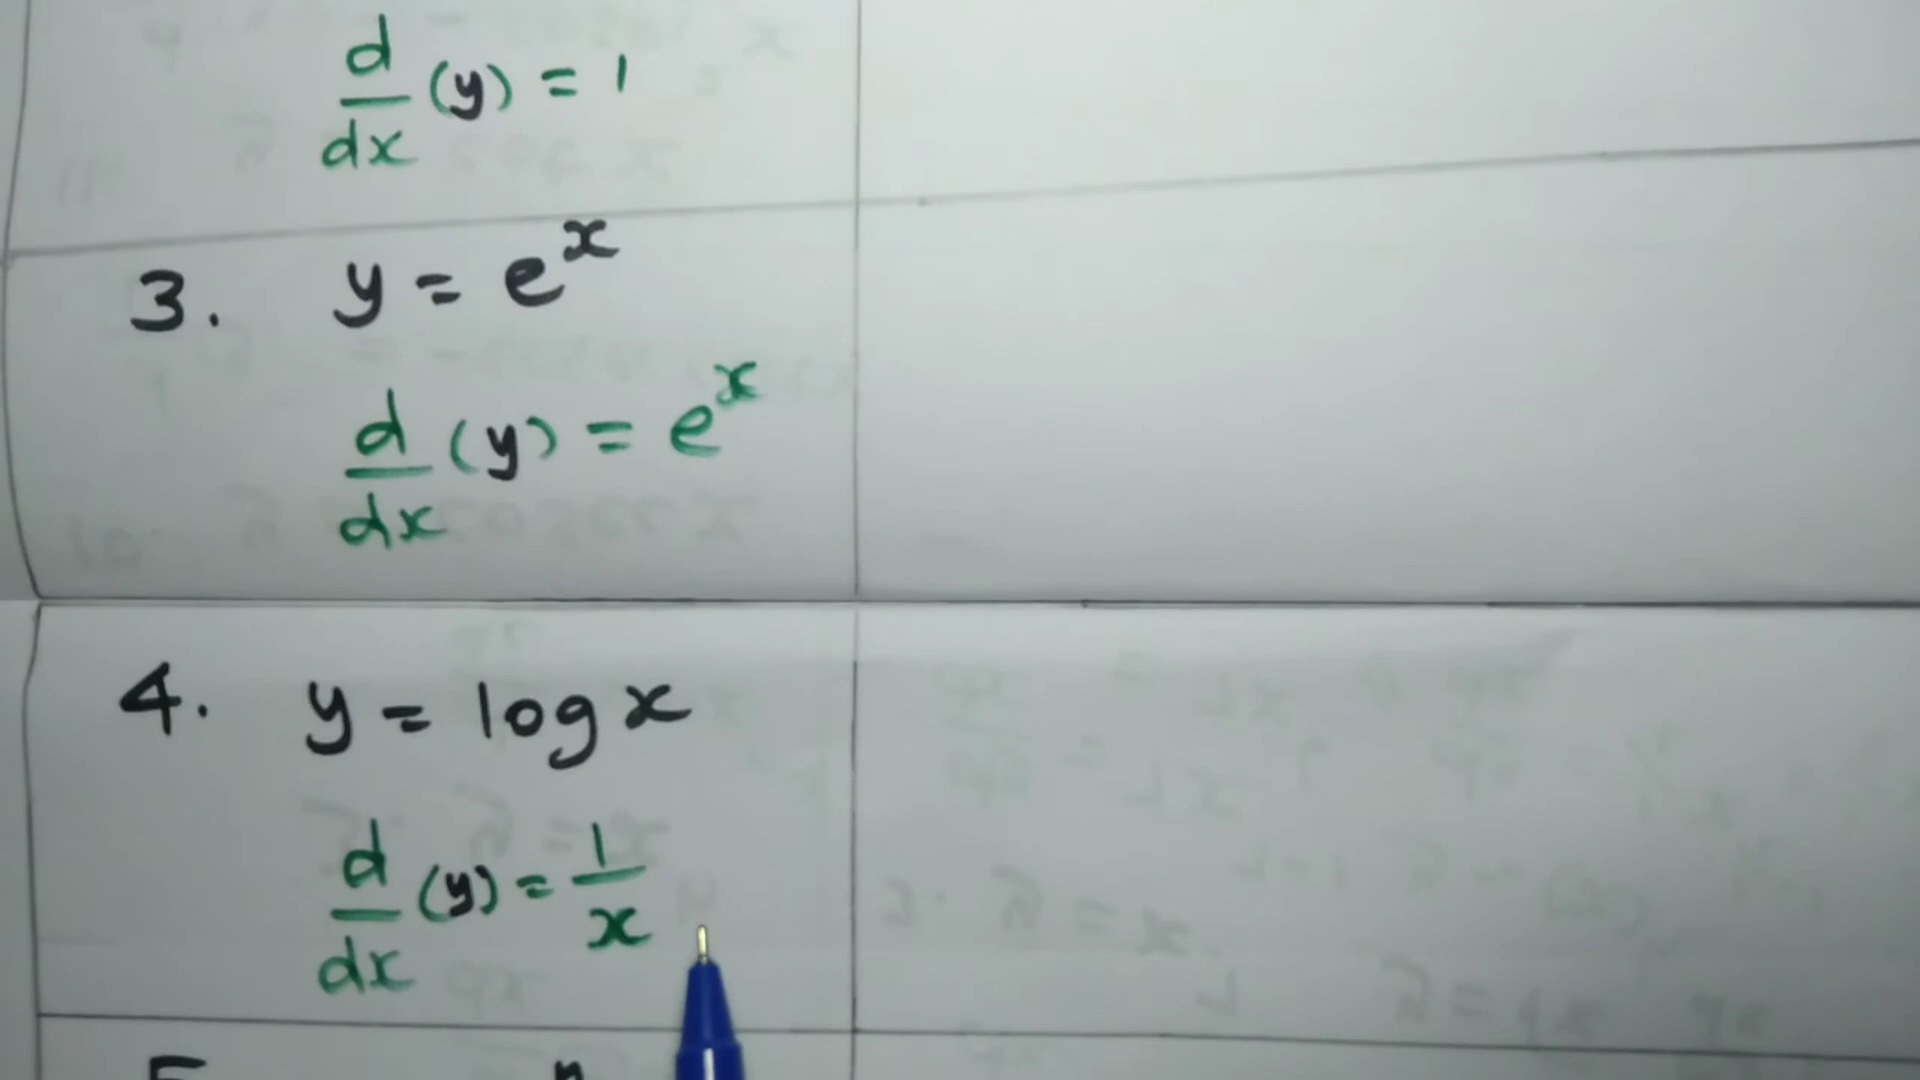 d/dx (y) = 1
3. y = e^x
d/dx (y) = e^x
4. y = log x
d/dx (y) = 1/x